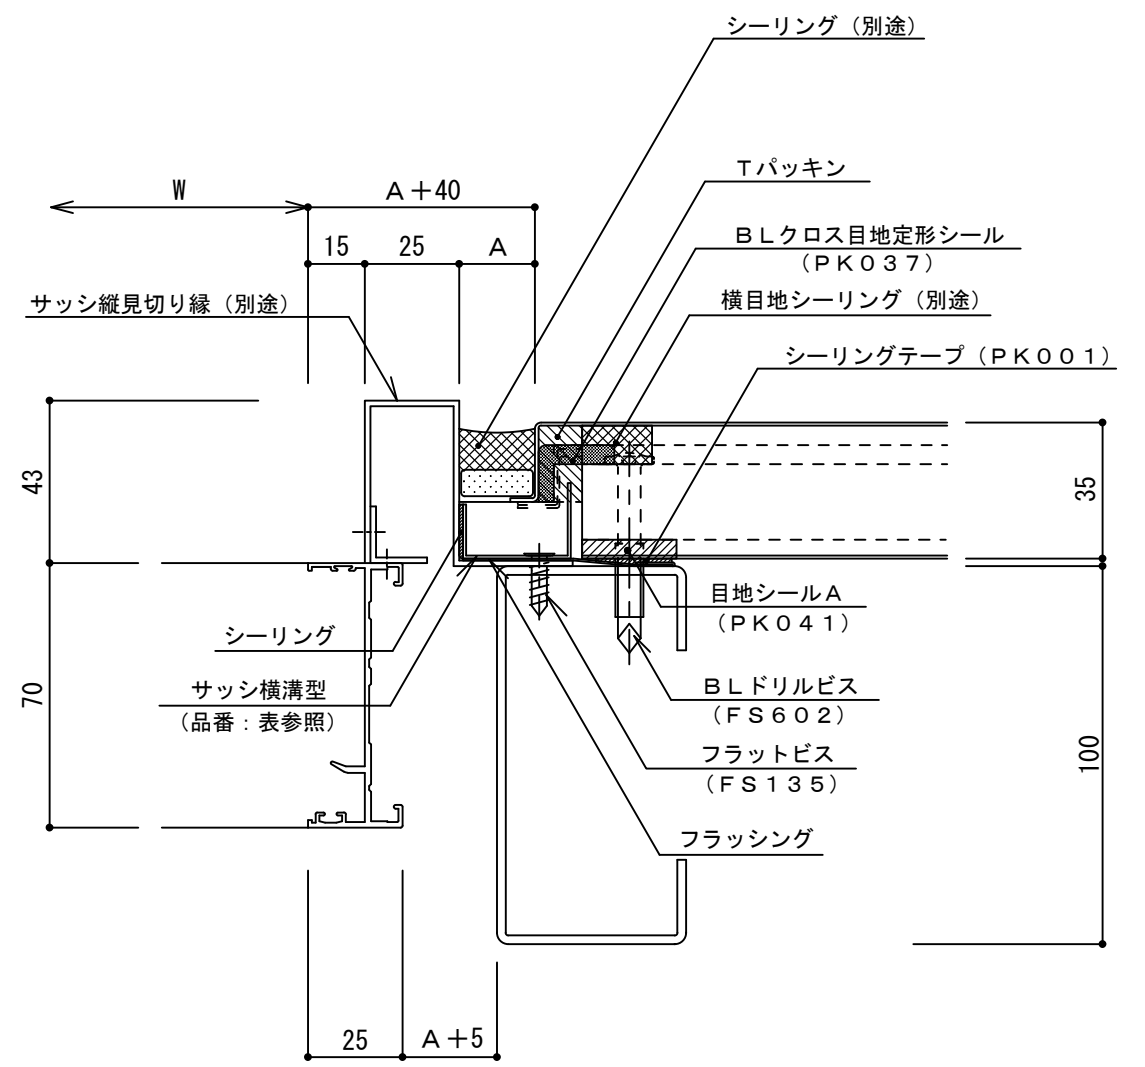 シーリング（別途）
Tパッキン
W
A＋40
BLクロス目地定形シール
（PK037）
15
25
A
サッシ縦見切り縁（別途）
横目地シーリング（別途）
シーリングテープ（PK001）
43
35
目地シールA
（PK041）
シーリング
サッシ横溝型
（品番：表参照）
70
BLドリルビス
（FS602）
フラットビス
（FS135）
100
フラッシング
25
A＋5